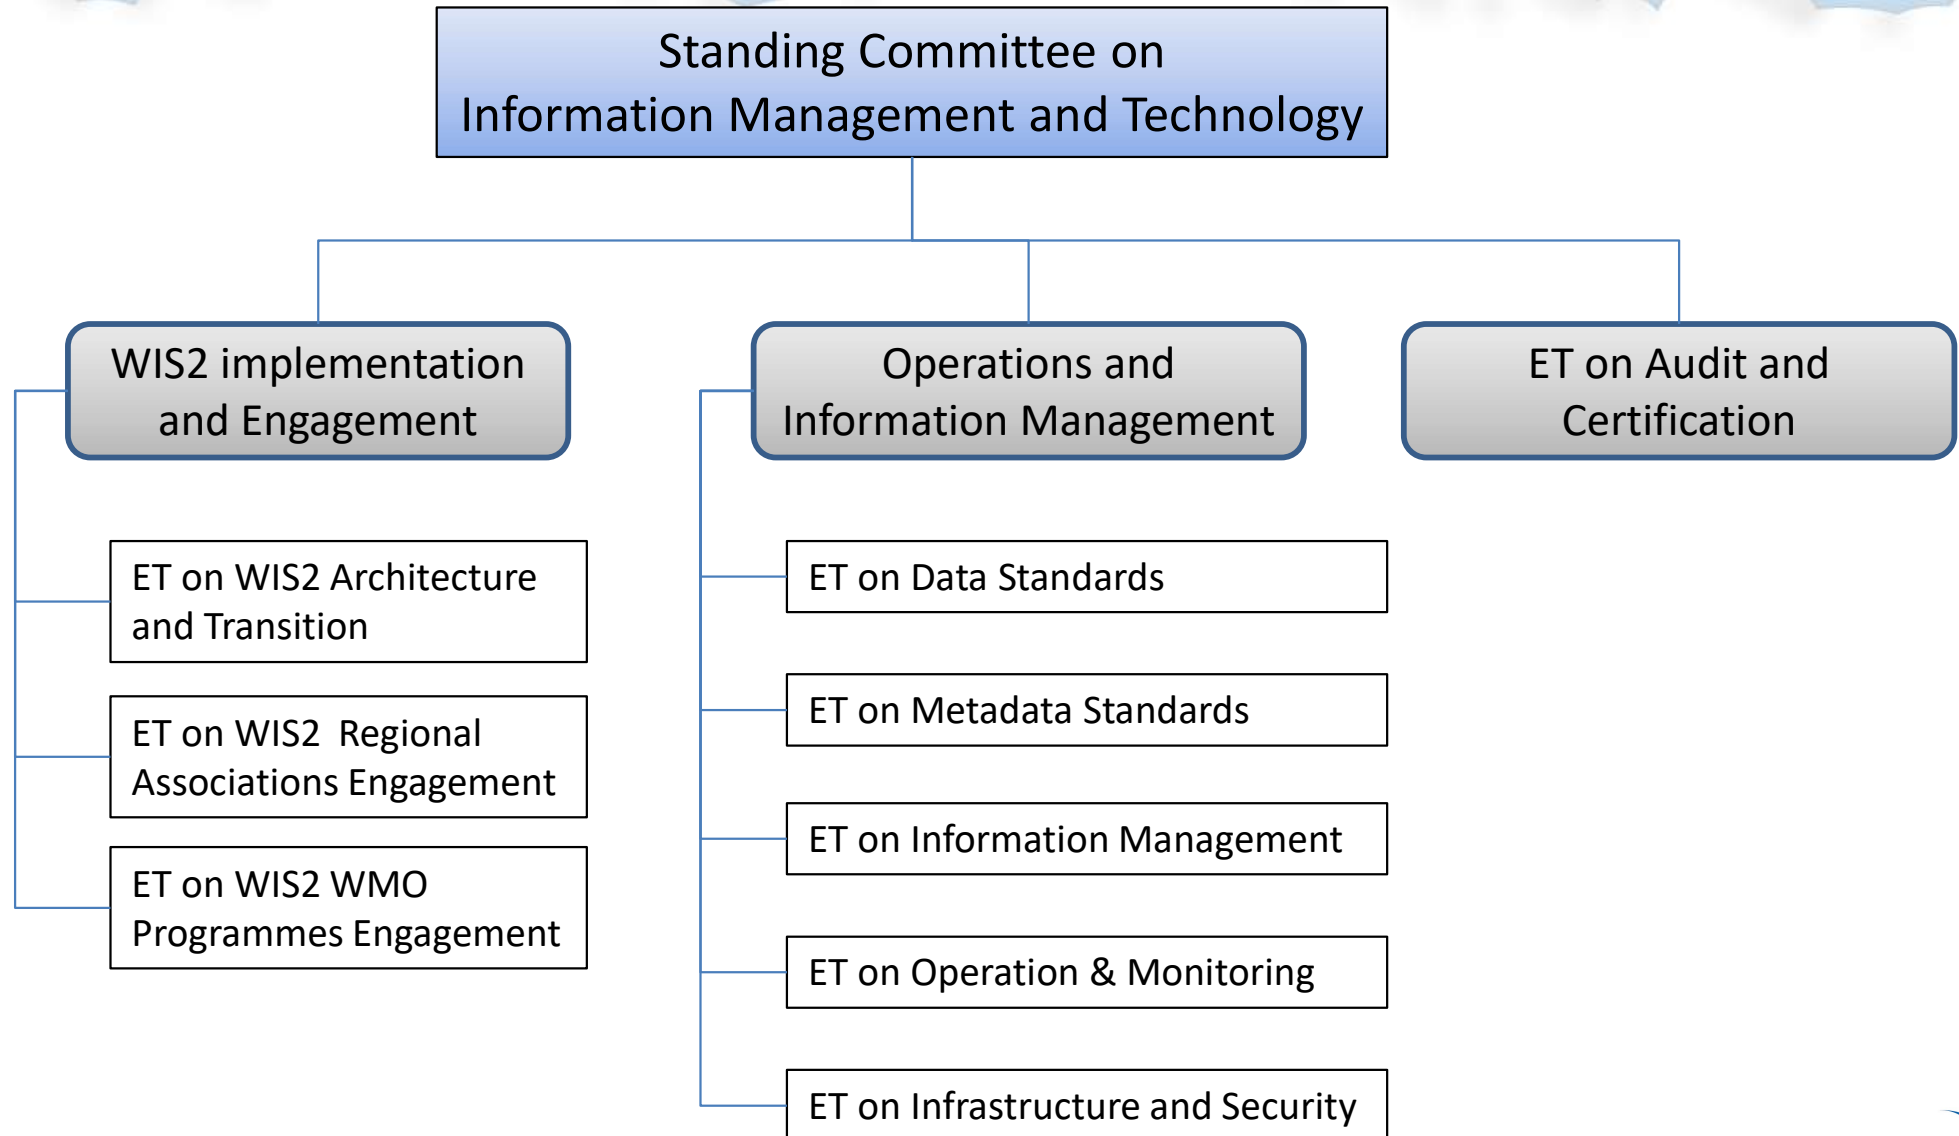 Standing Committee on
Information Management and Technology
WIS2 implementation
and Engagement
ET on WIS2 Architecture
and Transition
ET on WIS2 Regional
Associations Engagement
ET on WIS2 WMO
Programmes Engagement
Operations and
Information Management
ET on Data Standards
ET on Metadata Standards
ET on Information Management
ET on Operation & Monitoring
ET on Infrastructure and Security
ET on Audit and
Certification